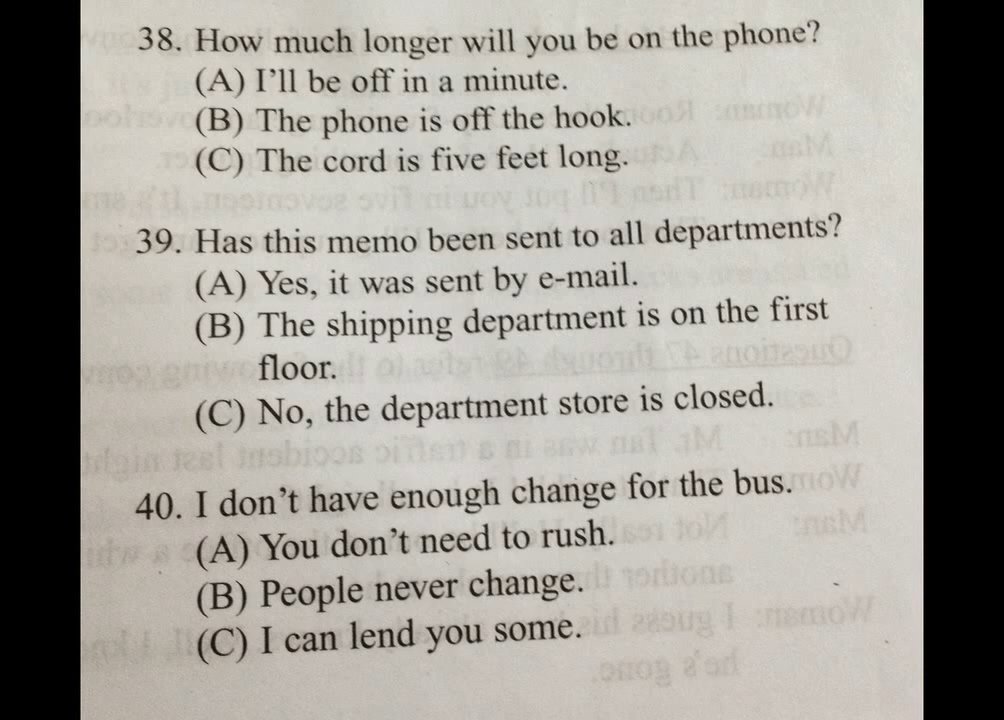 38. How much longer will you be on the phone?
(A) I'll be off in a minute.
(B) The phone is off the hook.
(C) The cord is five feet long.
39. Has this memo been sent to all departments?
(A) Yes, it was sent by e-mail.
(B) The shipping department is on the first
floor.
(C) No, the department store is closed.
40. I don't have enough change for the bus.
(A) You don't need to rush.
(B) People never change.
(C) I can lend you some.